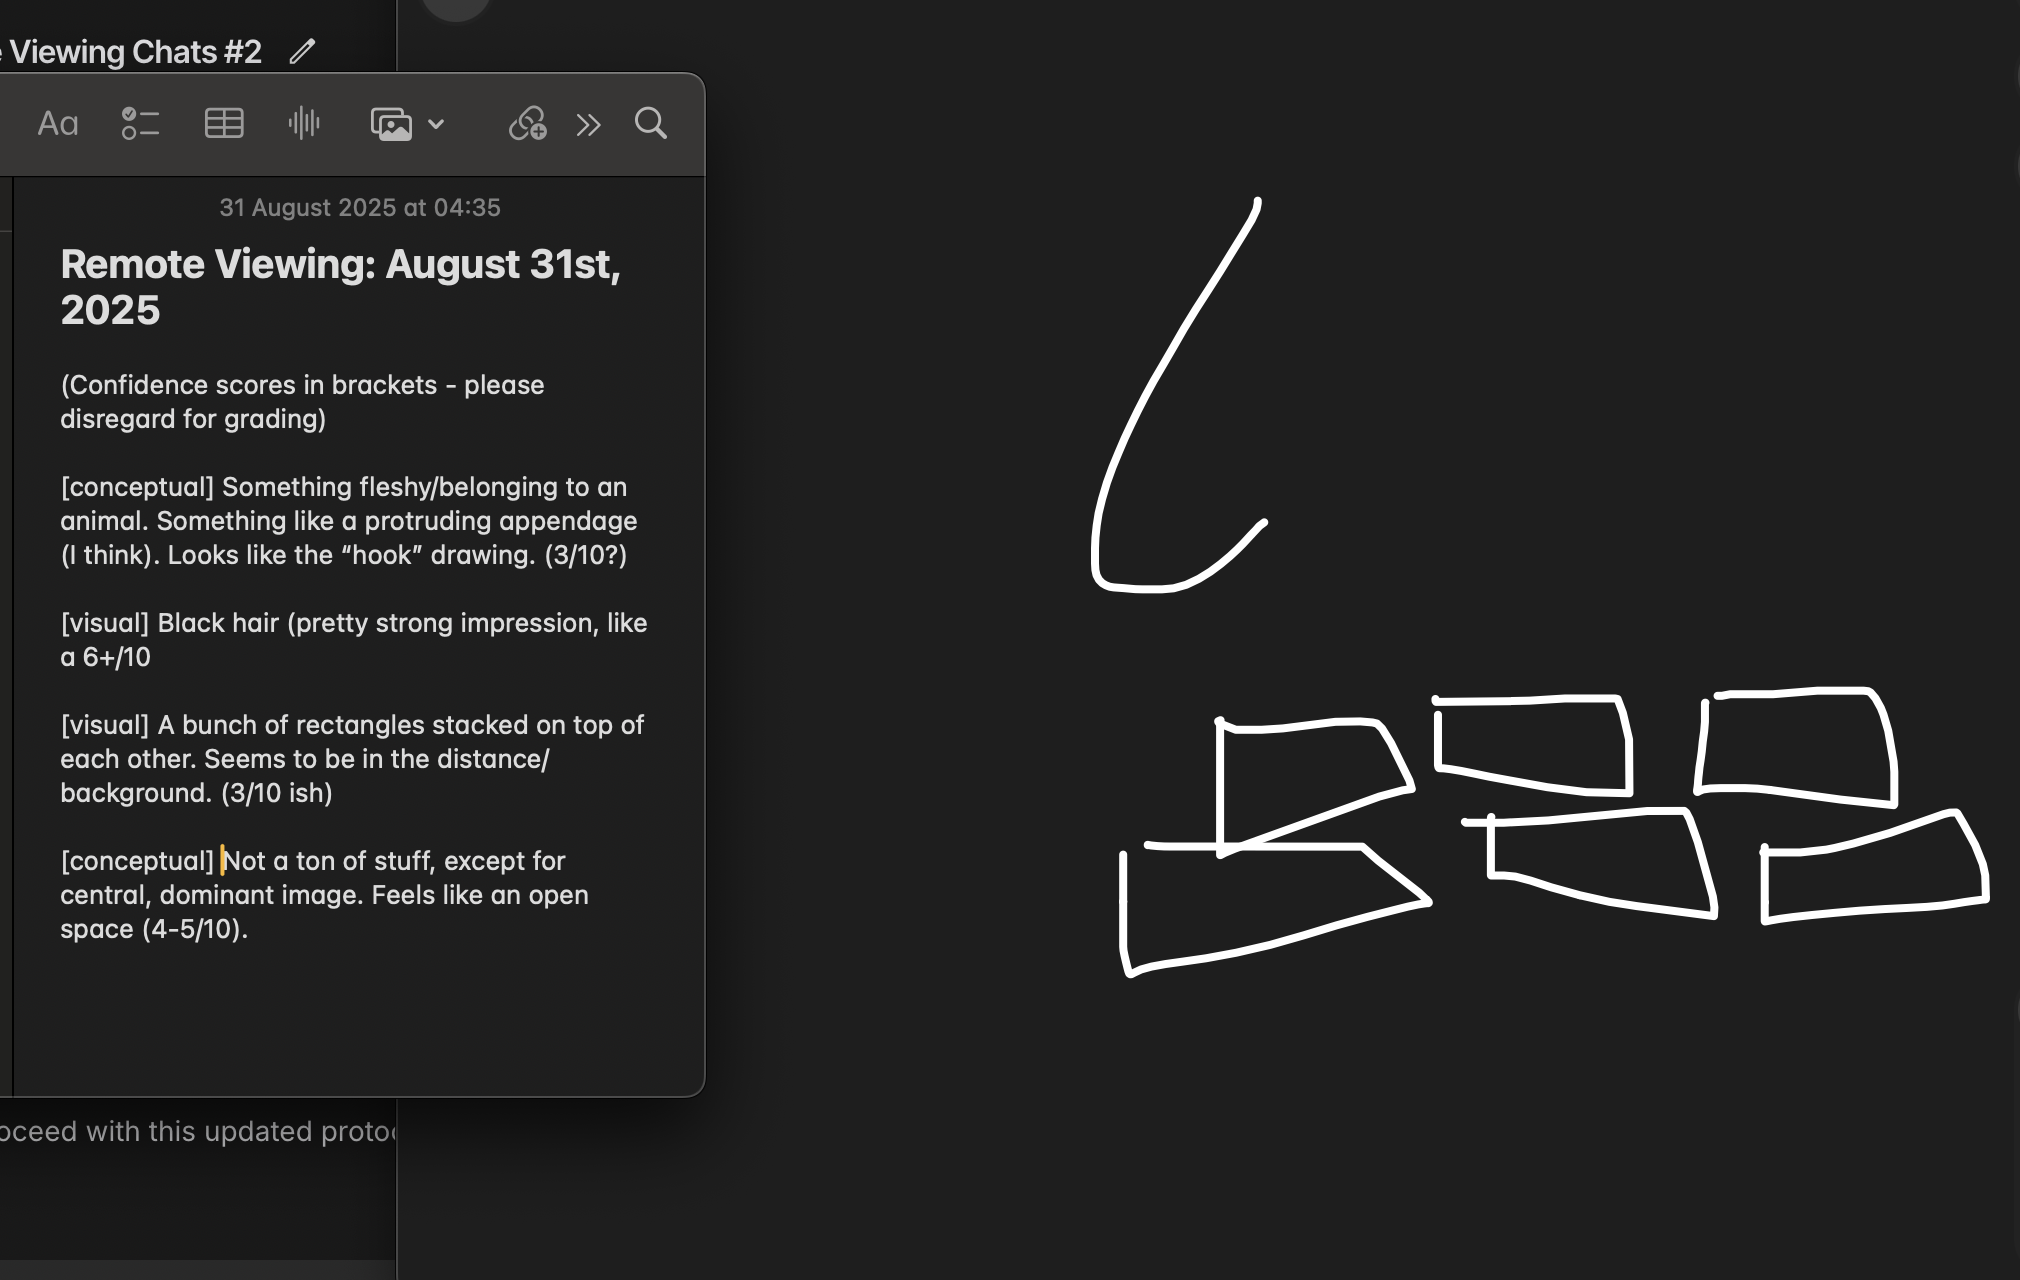 Viewing Chats #2
Aa
31 August 2025 at 04:35
Remote Viewing: August 31st,
2025
(Confidence scores in brackets - please
disregard for grading)
[conceptual] Something fleshy/belonging to an
animal. Something like a protruding appendage
(I think). Looks like the “hook” drawing. (3/10?)
[visual] Black hair (pretty strong impression, like
a 6+/10
[visual] A bunch of rectangles stacked on top of
each other. Seems to be in the distance/
background. (3/10 ish)
[conceptual] Not a ton of stuff, except for
central, dominant image. Feels like an open
space (4-5/10).
with this updated